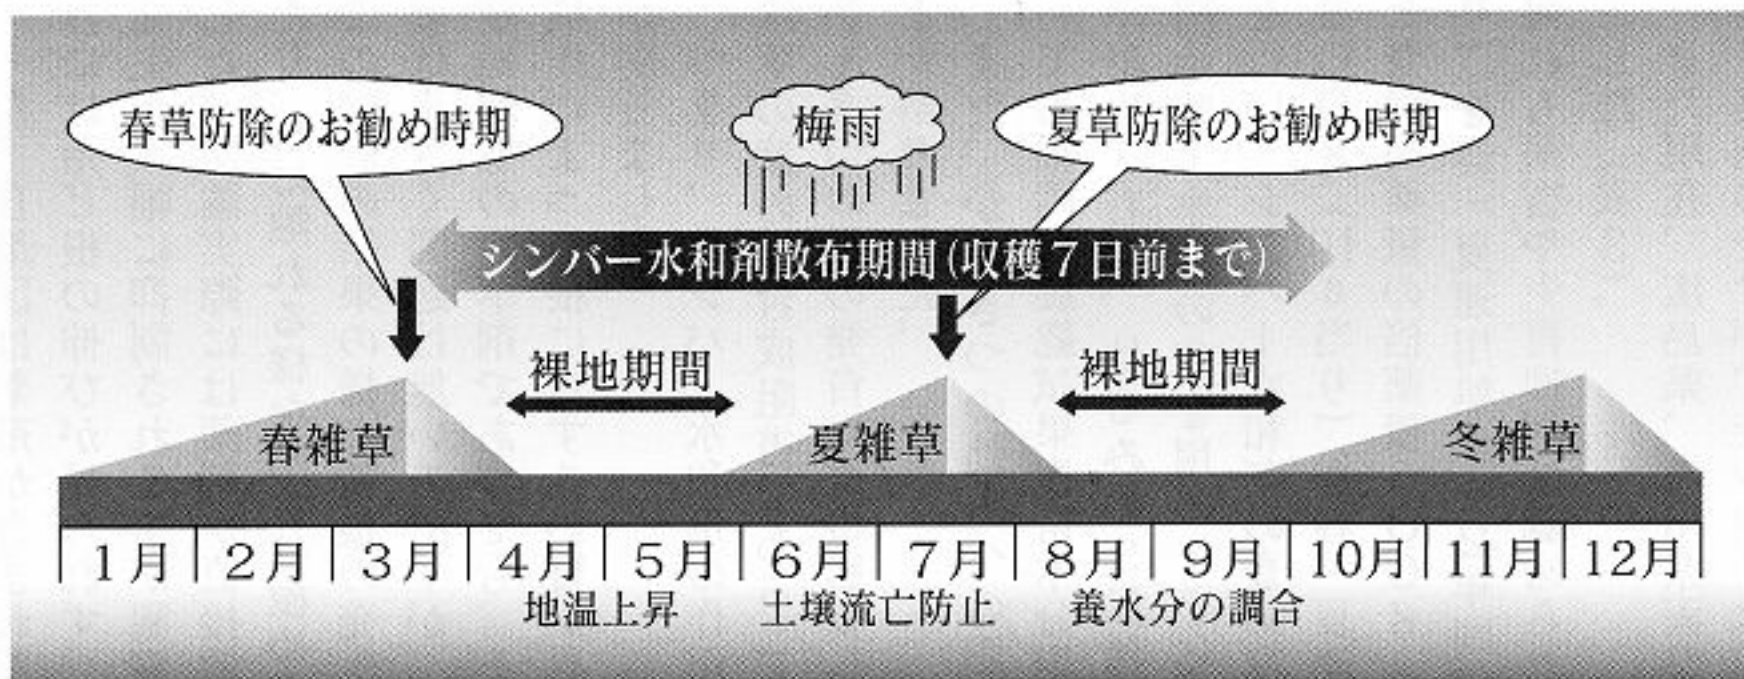 春草防除のお勧め時期
梅雨
夏草防除のお勧め時期
シンバー水和剤散布期間(収穫7日前まで)
裸地期間
裸地期間
春雑草
夏雑草
冬雑草
1月 2月 3月 4月 5月 6月 7月 8月 9月 10月 11月 12月
地温上昇 土壌流亡防止 養水分の調合